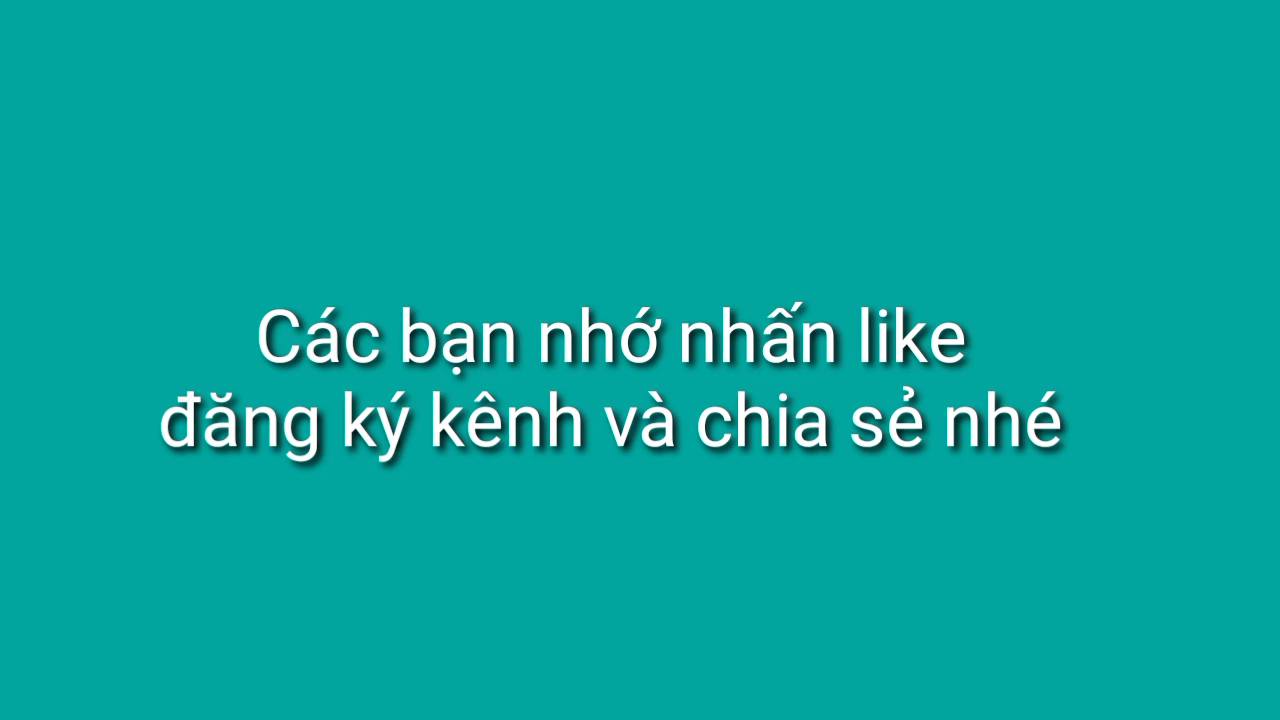 Các bạn nhớ nhấn like
đăng ký kênh và chia sẻ nhé